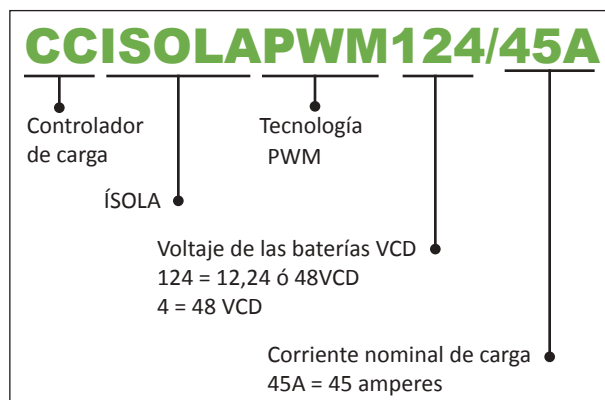 CCISOLAPWM124/45A
Controlador
de carga
Tecnología
PWM
ÍSOLA
Voltaje de las baterías VCD
124 = 12,24 ó 48VCD
4 = 48 VCD
Corriente nominal de carga
45A = 45 amperes